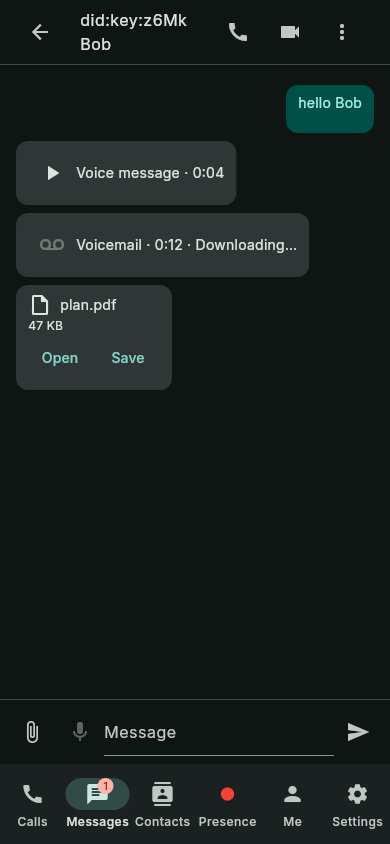 did:key:z6Mk
Bob
hello Bob
Voice message · 0:04
Voicemail · 0:12 · Downloading...
plan.pdf
47 KB
Open Save
Message
1
Calls Messages Contacts Presence Me Settings